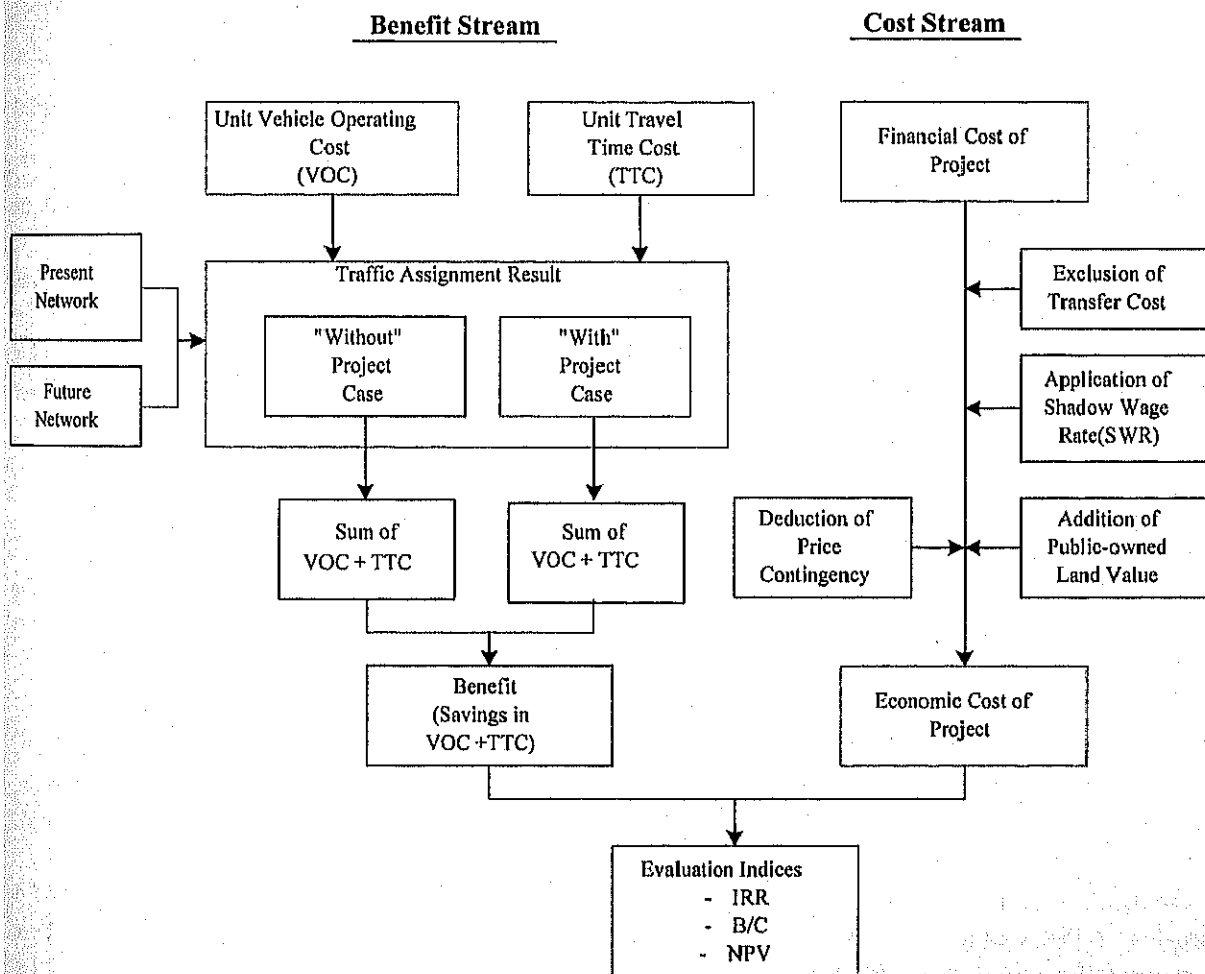 Benefit Stream
Cost Stream
Unit Vehicle Operating
Cost
(VOC)
Unit Travel
Time Cost
(TTC)
Financial Cost of
Project
Present
Network
Future
Network
Traffic Assignment Result
"Without"
Project
Case
"With"
Project
Case
Exclusion of
Transfer Cost
Application of
Shadow Wage
Rate(SWR)
Sum of
VOC + TTC
Sum of
VOC + TTC
Deduction of
Price
Contingency
Addition of
Public-owned
Land Value
Benefit
(Savings in
VOC +TTC)
Economic Cost of
Project
Evaluation Indices
- IRR
- B/C
- NPV